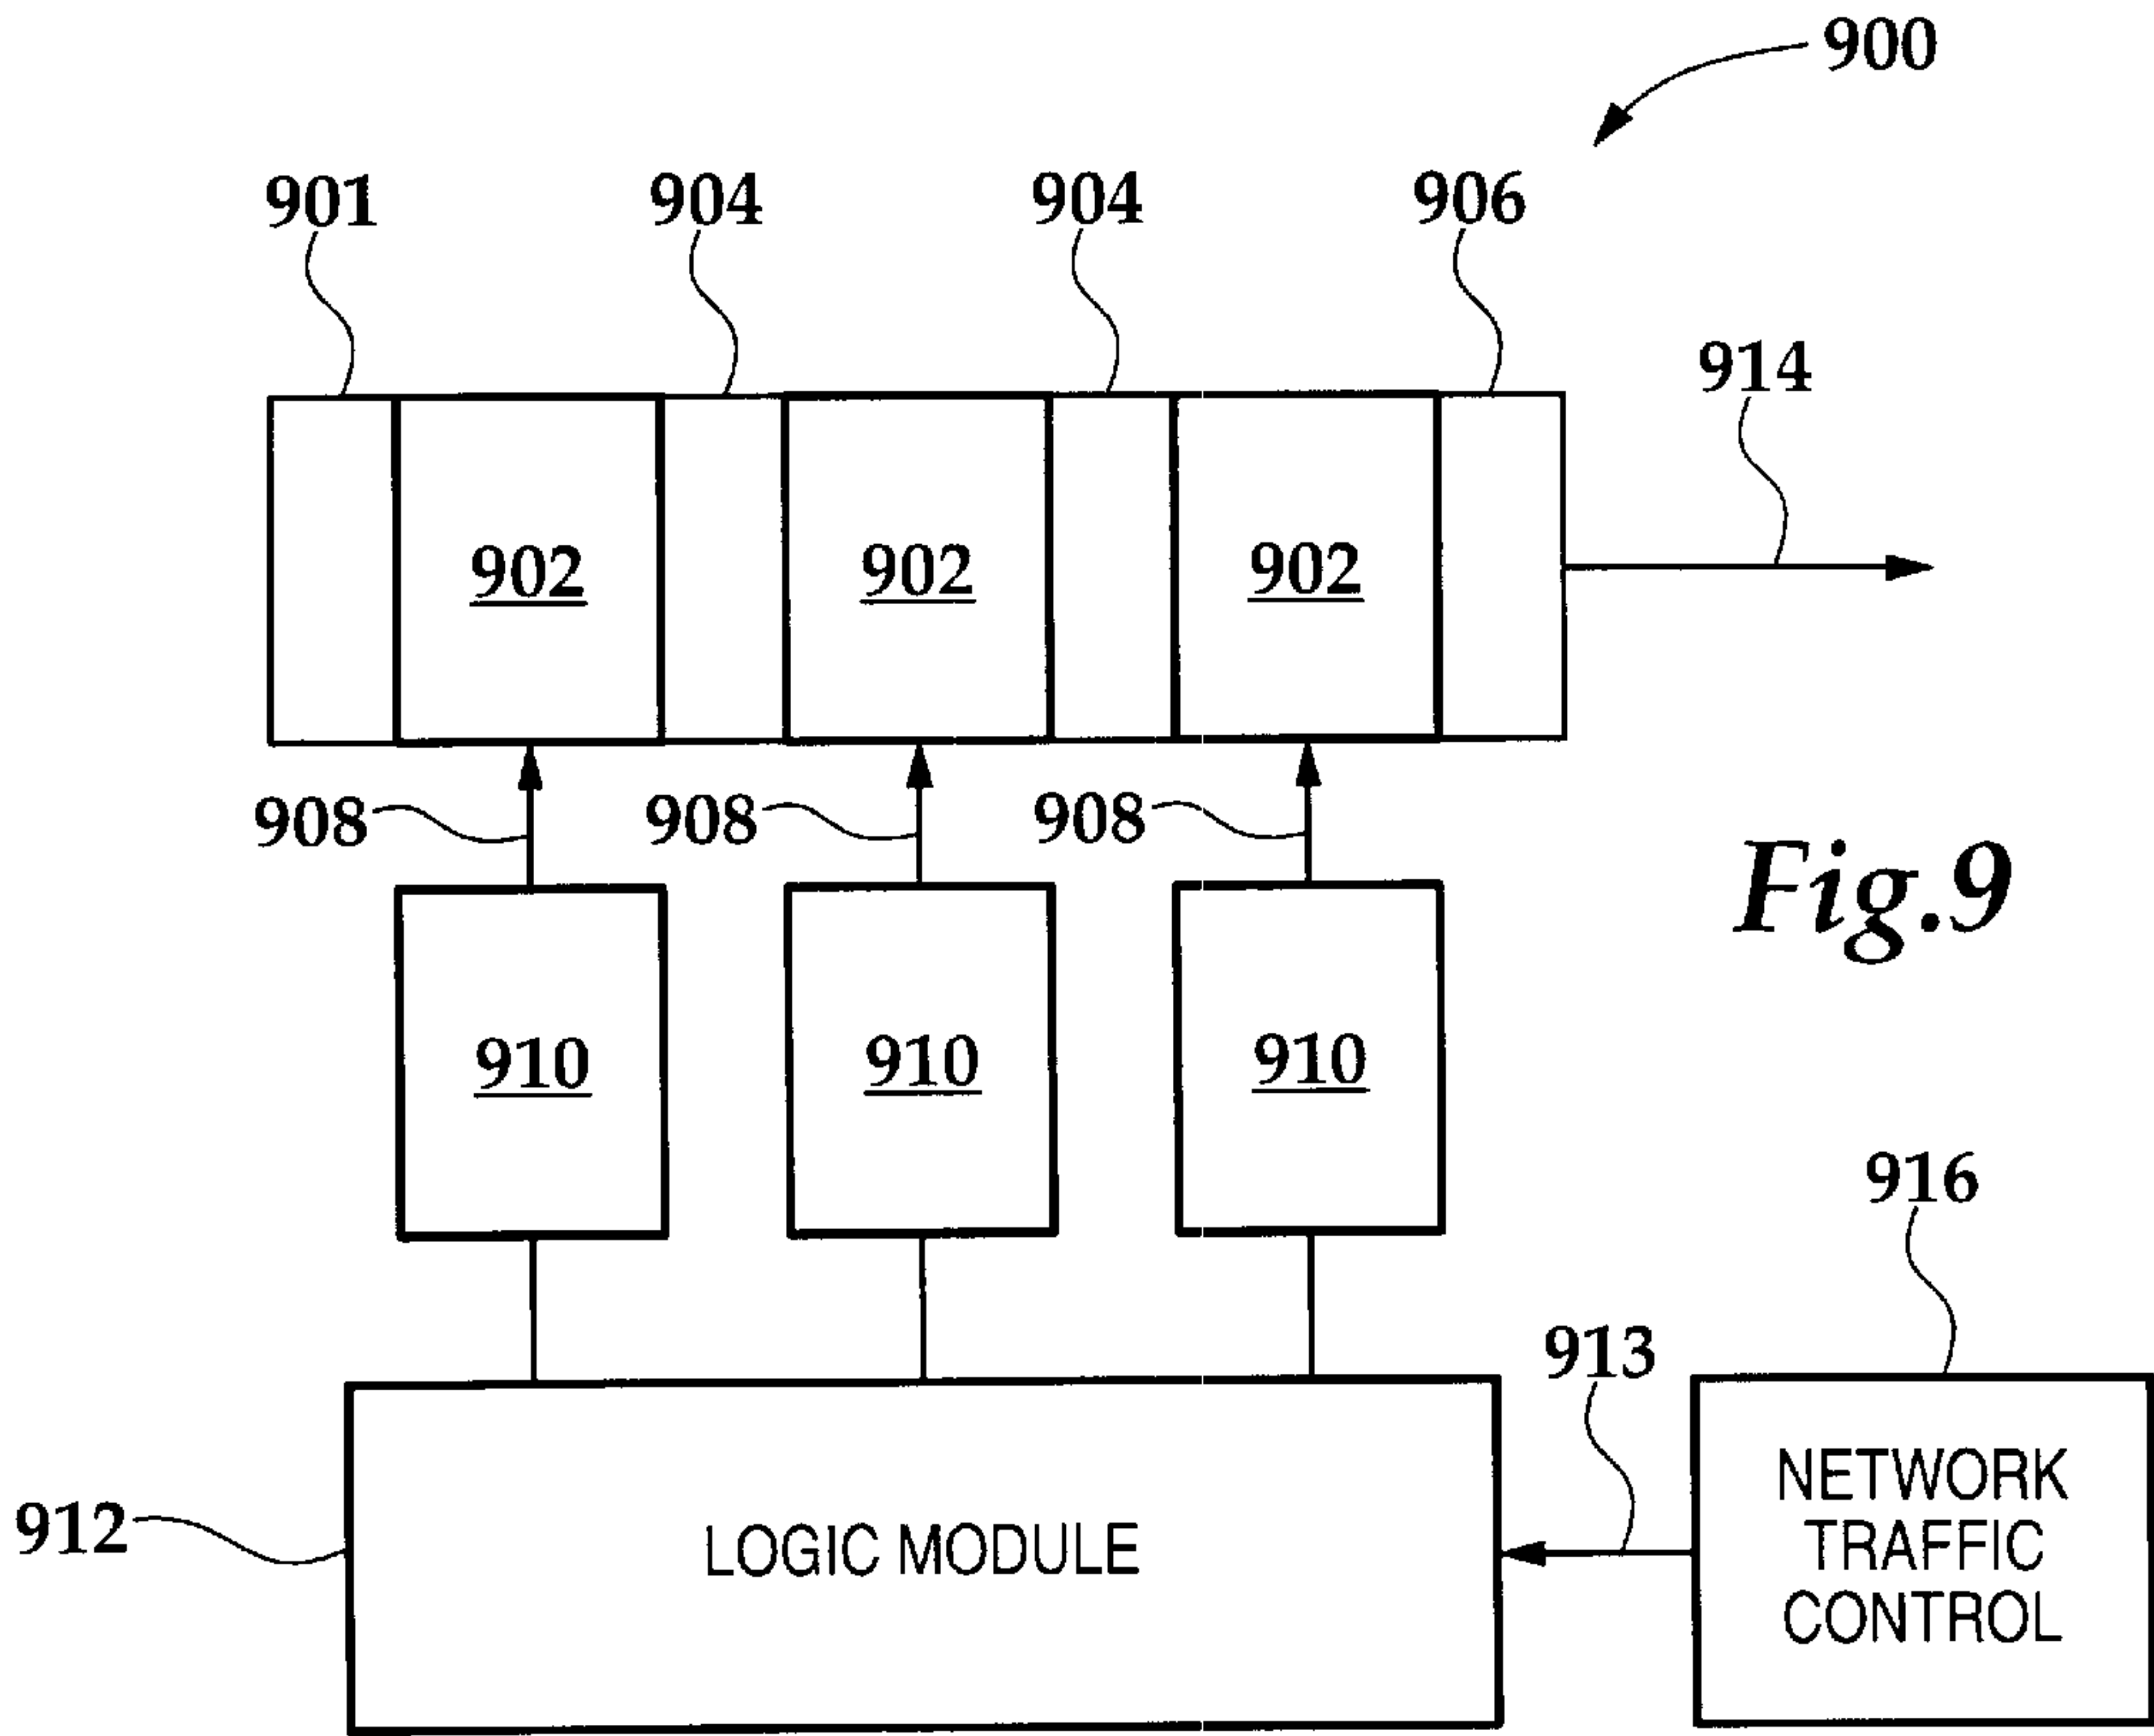 900
901 904 904 906
914
902 902 902
908 908 908
Fig.9
910 910 910
916
913
912
LOGIC MODULE
NETWORK
TRAFFIC
CONTROL